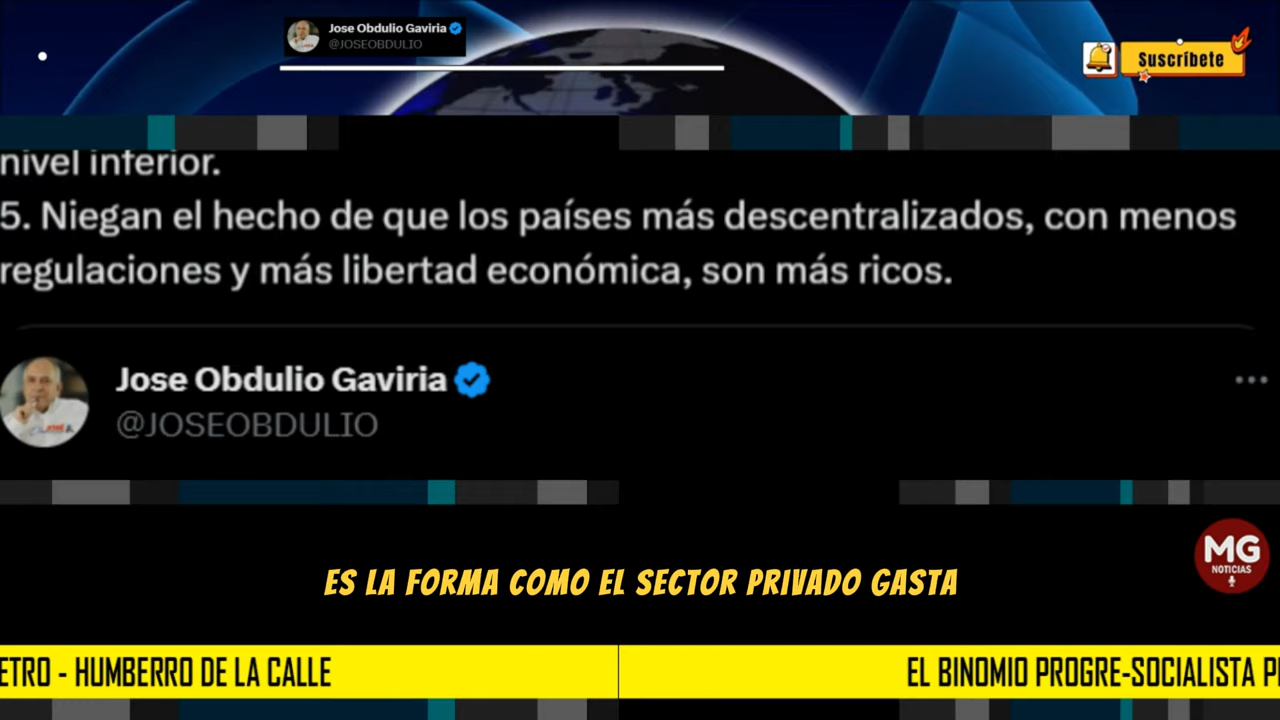 Jose Obdulio Gaviria
@JOSEOBDULIO
Suscríbete
nivel inferior.
5. Niegan el hecho de que los países más descentralizados, con menos
regulaciones y más libertad económica, son más ricos.
Jose Obdulio Gaviria
@JOSEOBDULIO
MG
NOTICIAS
ES LA FORMA COMO EL SECTOR PRIVADO GASTA
ETRO - HUMBERRO DE LA CALLE
EL BINOMIO PROGRE-SOCIALISTA